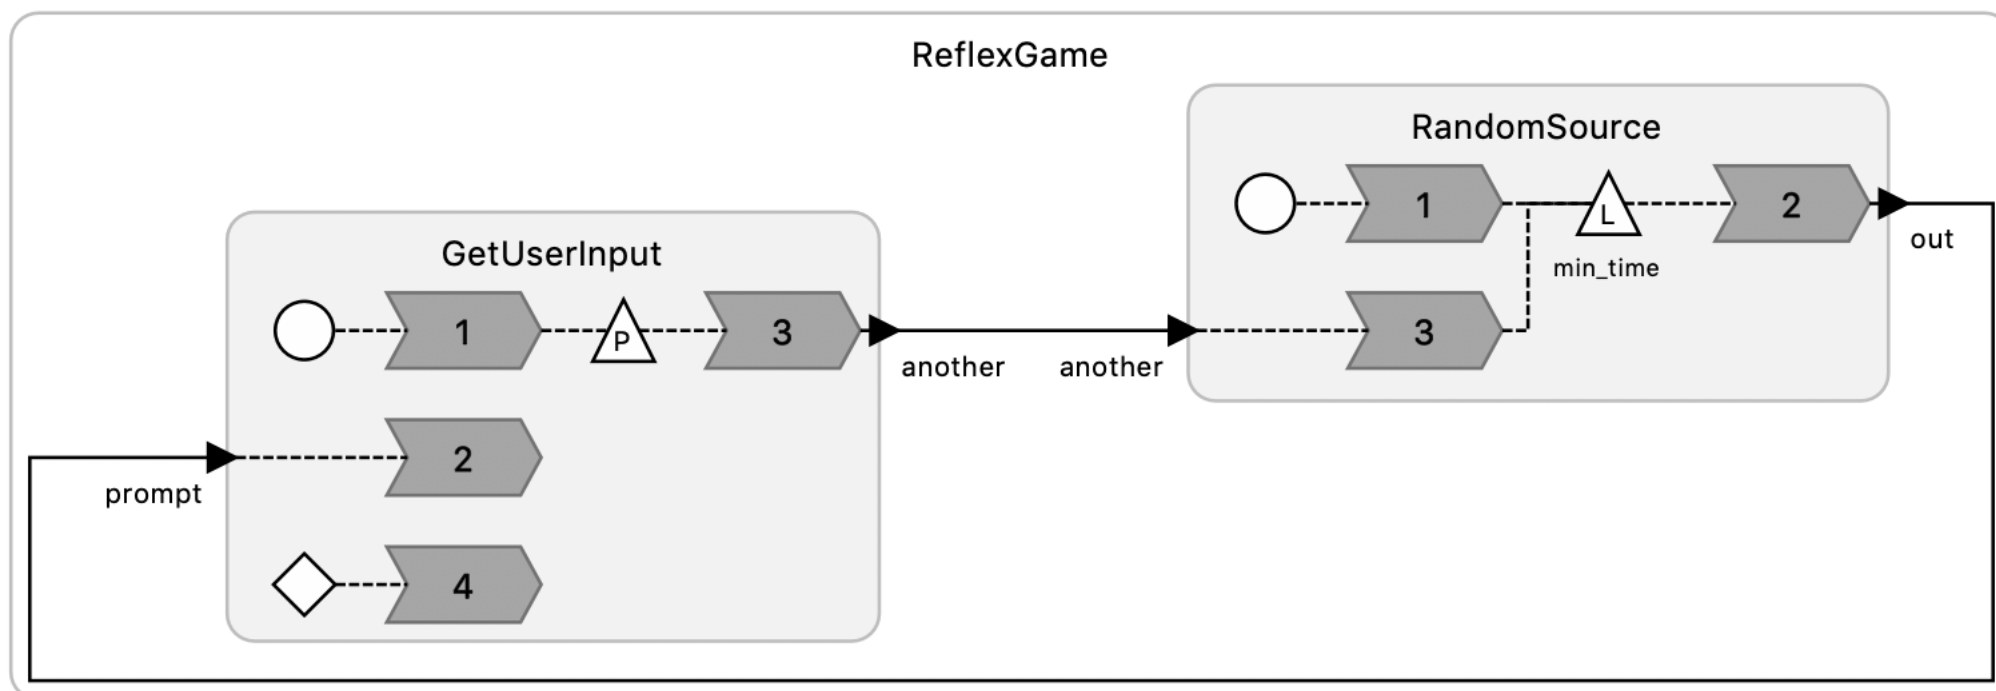 ReflexGame
RandomSource
1
L
2
min_time
out
3
another
GetUserInput
1
P
3
another
2
prompt
4